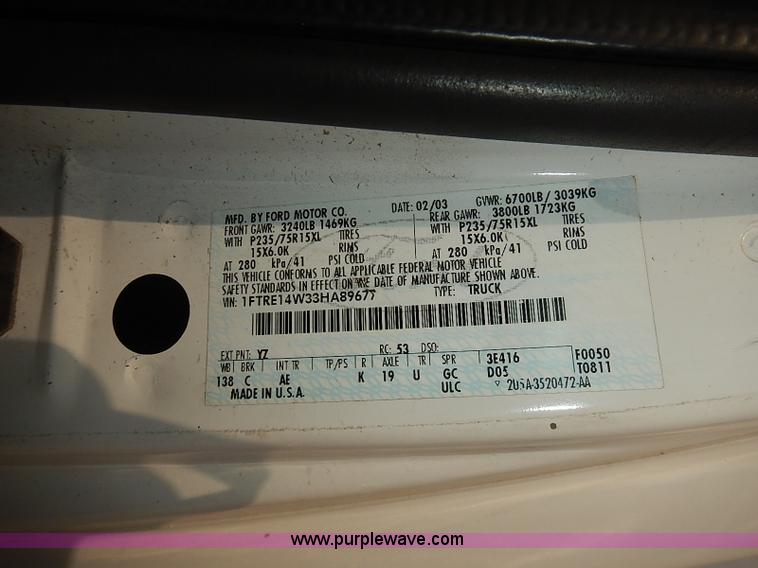 MFD. BY FORD MOTOR CO.
DATE: 02/03
GVWR: 6700LB/ 3039KG
FRONT GAWR: 3240LB 1469KG
REAR GAWR: 3800LB 1723KG
WITH P235/75R15XL TIRES
WITH P235/75R15XL TIRES
15X6.0K RIMS
15X6.0K RIMS
AT 280 kPa/41 PSI COLD
AT 280 kPa/41 PSI COLD
THIS VEHICLE CONFORMS TO ALL APPLICABLE FEDERAL MOTOR VEHICLE
SAFETY STANDARDS IN EFFECT ON THE DATE OF MANUFACTURE SHOWN ABOVE.
VIN: 1FTRE14W33HA89677
TYPE: TRUCK
EXT PNT: YZ RC: 53 DSO:
WB BRK INT TR TP/PS R AXLE TR SPR
138 C AE K 19 U GC
ULC
3E416
D05
F0050
T0811
MADE IN U.S.A.
www.purplewave.com